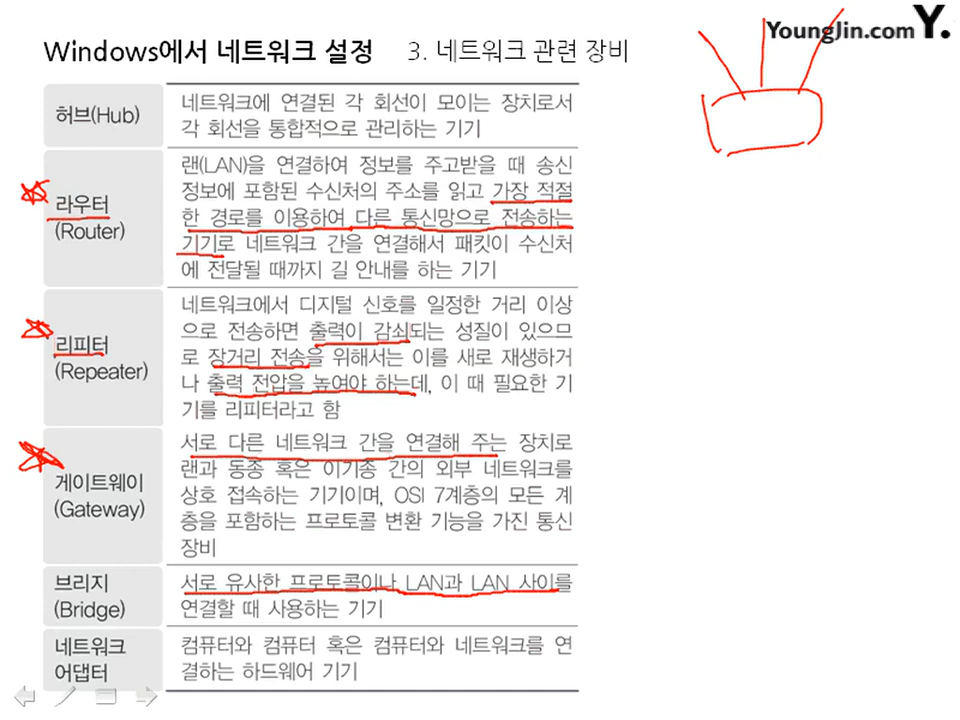 YoungJin.com Y.
Windows에서 네트워크 설정 3. 네트워크 관련 장비
허브(Hub)
네트워크에 연결된 각 회선이 모이는 장치로서
각 회선을 통합적으로 관리하는 기기
라우터
(Router)
랜(LAN)을 연결하여 정보를 주고받을 때 송신
정보에 포함된 수신처의 주소를 읽고 가장 적절
한 경로를 이용하여 다른 통신망으로 전송하는
기기로 네트워크 간을 연결해서 패킷이 수신처
에 전달될 때까지 길 안내를 하는 기기
리피터
(Repeater)
네트워크에서 디지털 신호를 일정한 거리 이상
으로 전송하면 출력이 감쇠되는 성질이 있으므
로 장거리 전송을 위해서는 이를 새로 재생하거
나 출력 전압을 높여야 하는데, 이 때 필요한 기
기를 리피터라고 함
게이트웨이
(Gateway)
서로 다른 네트워크 간을 연결해 주는 장치로
랜과 동종 혹은 이기종 간의 외부 네트워크를
상호 접속하는 기기이며, OSI 7계층의 모든 계
층을 포함하는 프로토콜 변환 기능을 가진 통신
장비
브리지
(Bridge)
서로 유사한 프로토콜이나 LAN과 LAN 사이를
연결할 때 사용하는 기기
네트워크
어댑터
컴퓨터와 컴퓨터 혹은 컴퓨터와 네트워크를 연
결하는 하드웨어 기기